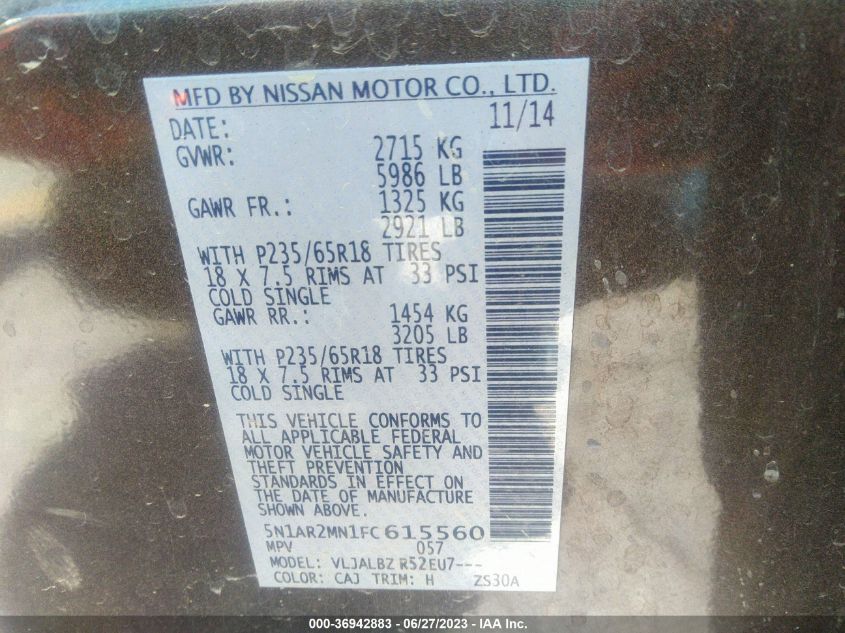 MFD BY NISSAN MOTOR CO., LTD.
DATE: 11/14
GVWR: 2715 KG
5986 LB
GAWR FR.: 1325 KG
2921 LB
WITH P235/65R18 TIRES
18 X 7.5 RIMS AT 33 PSI
COLD SINGLE
GAWR RR.: 1454 KG
3205 LB
WITH P235/65R18 TIRES
18 X 7.5 RIMS AT 33 PSI
COLD SINGLE
THIS VEHICLE CONFORMS TO
ALL APPLICABLE FEDERAL
MOTOR VEHICLE SAFETY AND
THEFT PREVENTION
STANDARDS IN EFFECT ON
THE DATE OF MANUFACTURE
SHOWN ABOVE.
5N1AR2MN1FC615560
MPV 057
MODEL: VLJALBZ R52EU7---
COLOR: CAJ TRIM: H ZS30A
000-36942883 - 06/27/2023 - IAA Inc.